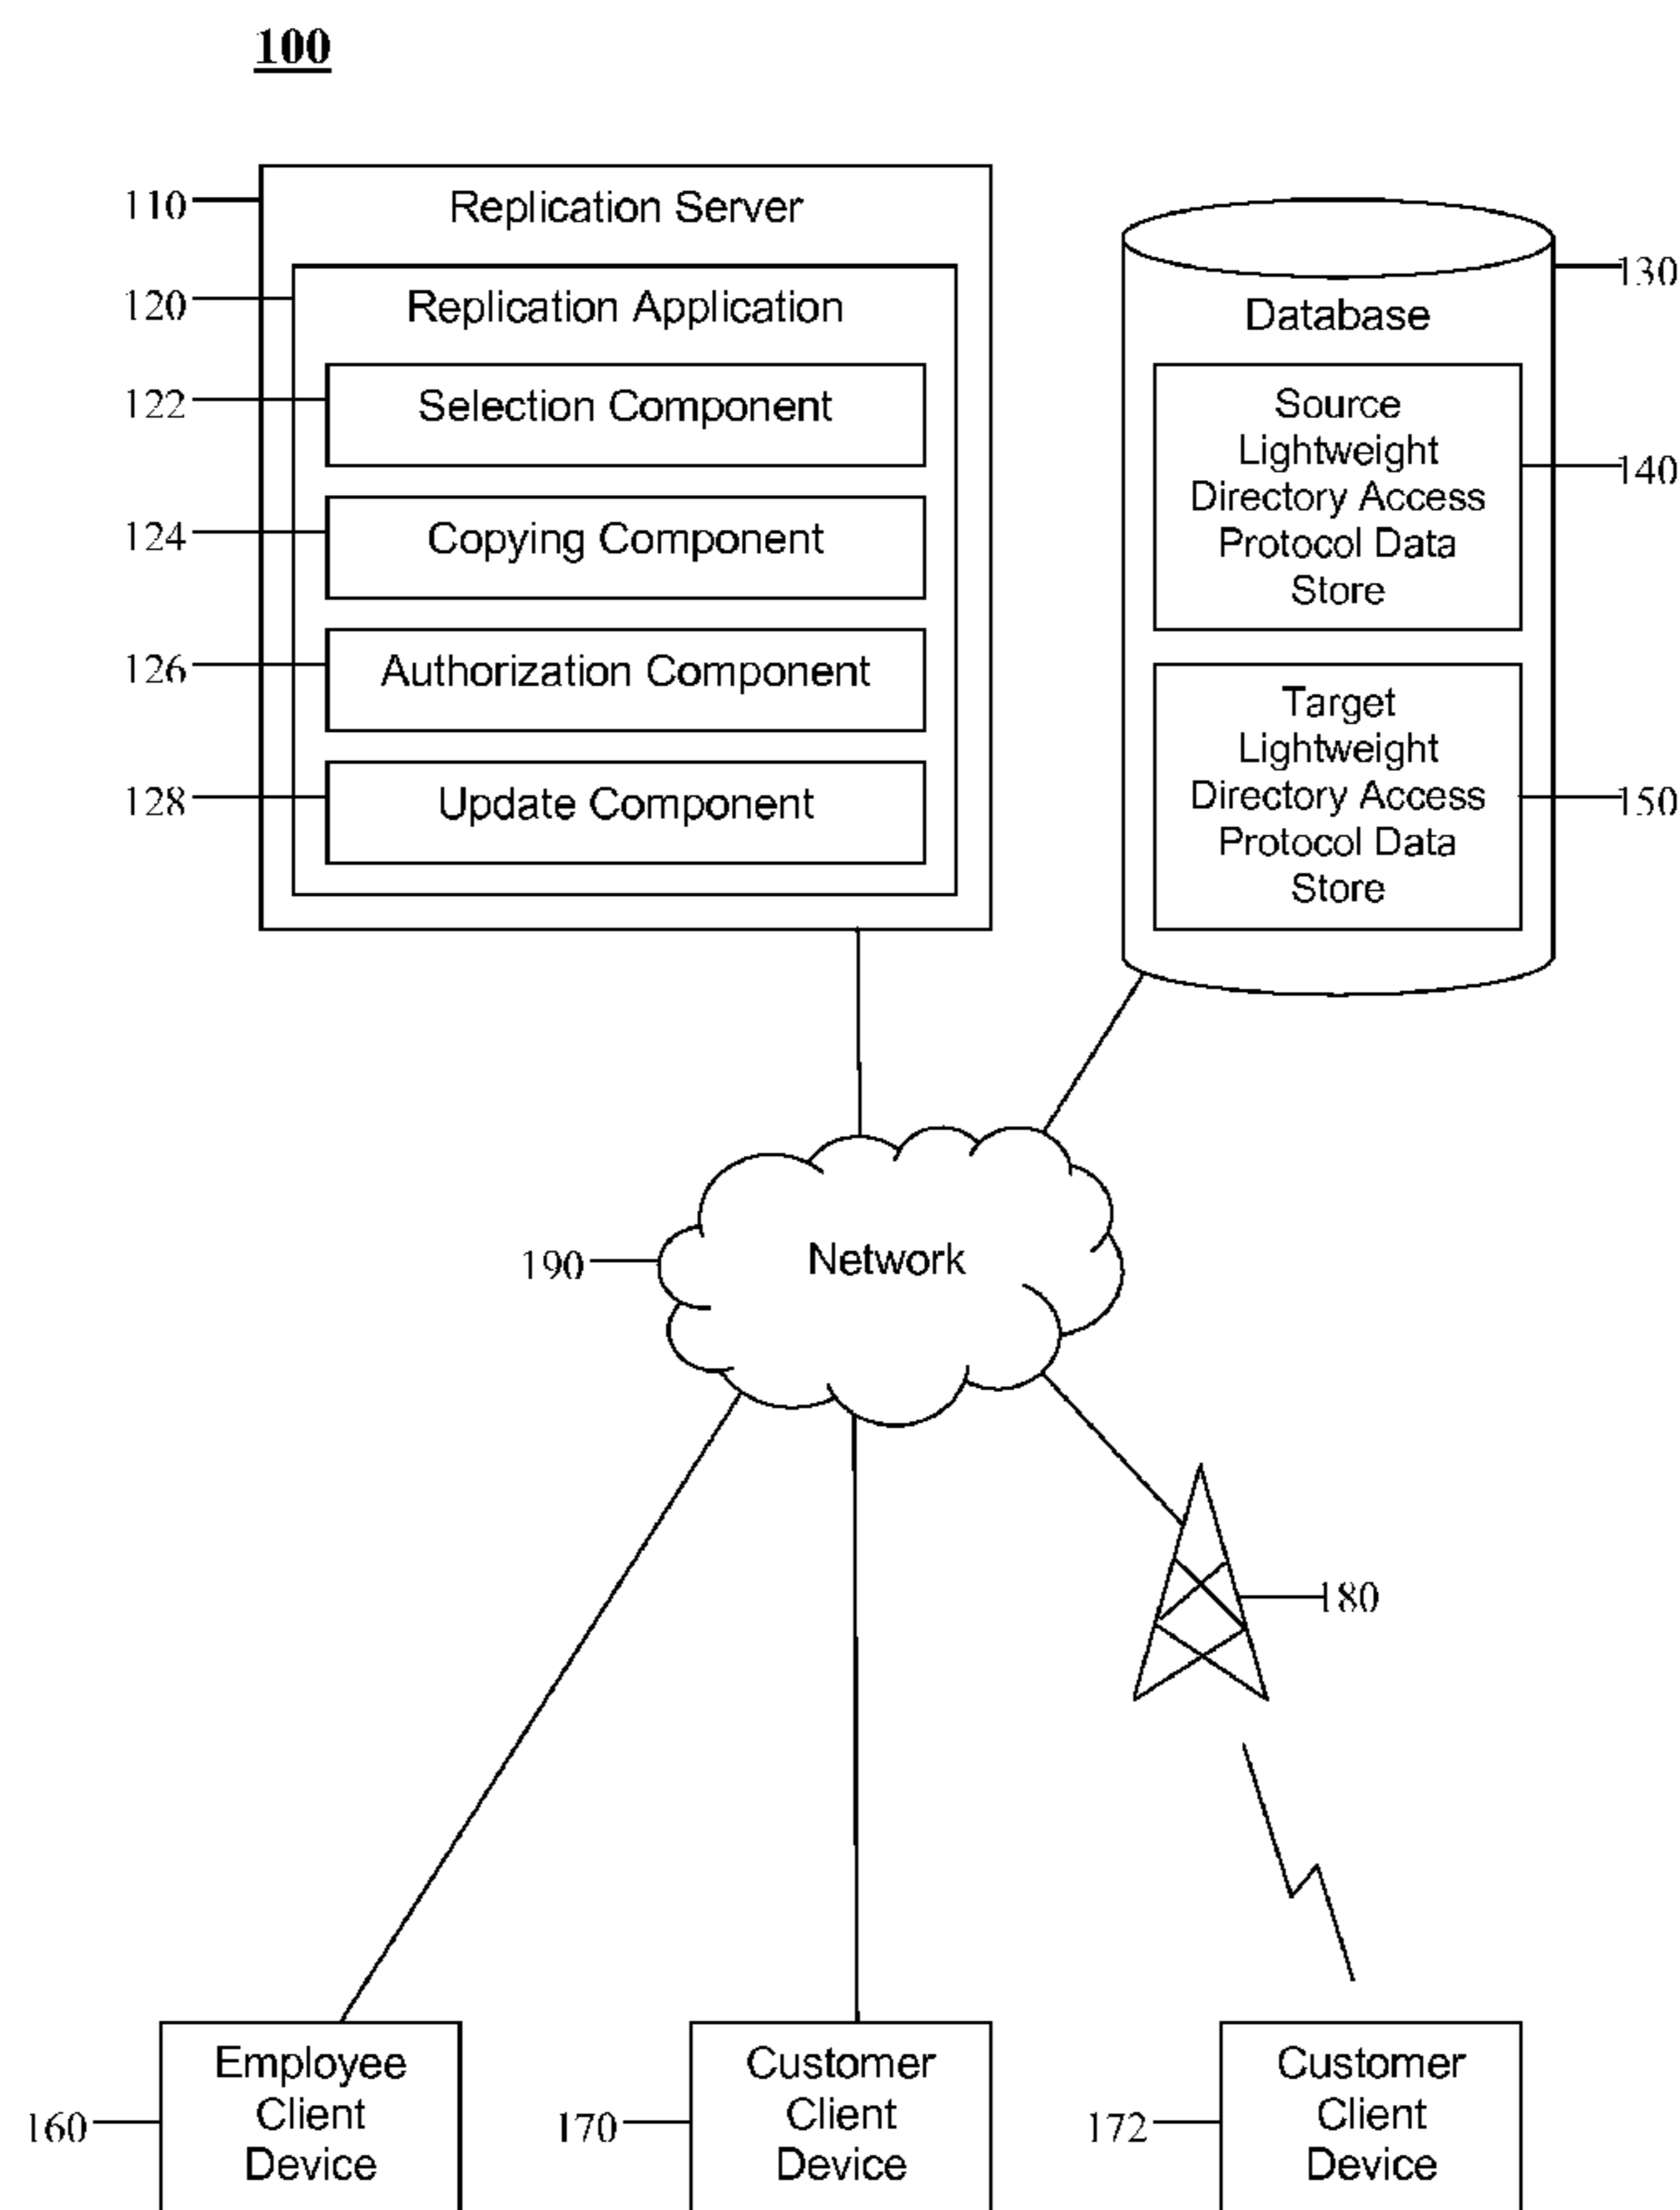 100
110
Replication Server
120
Replication Application
122
Selection Component
124
Copying Component
126
Authorization Component
128
Update Component
130
Database
Source
Lightweight
Directory Access
Protocol Data
Store
140
Target
Lightweight
Directory Access
Protocol Data
Store
150
190
Network
180
160
Employee
Client
Device
170
Customer
Client
Device
172
Customer
Client
Device